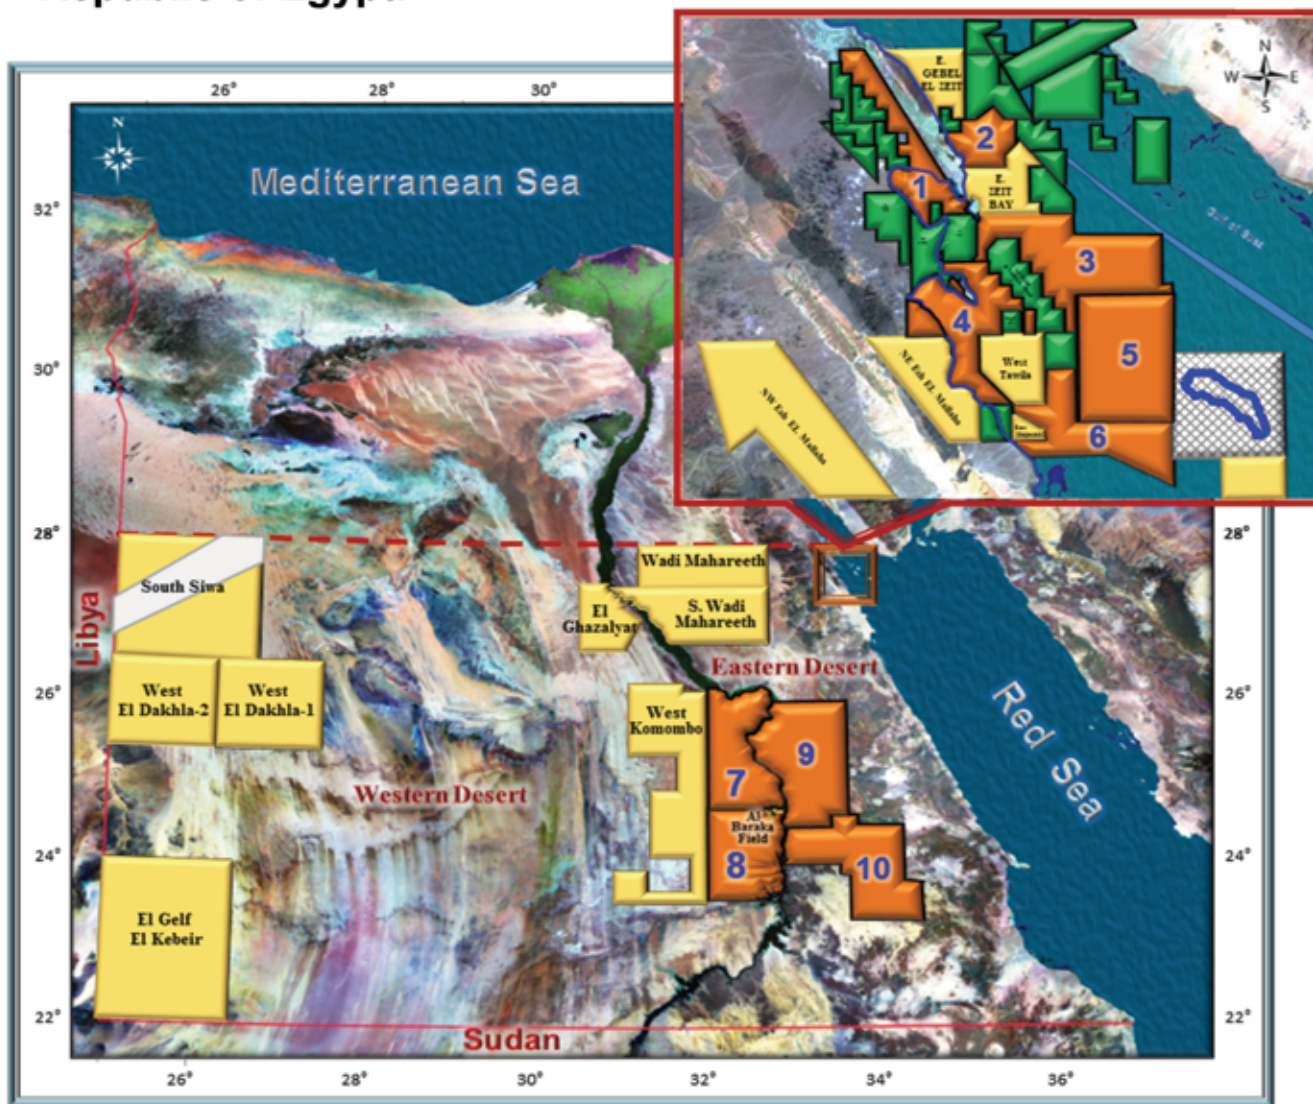 26°
28°
30°
N
Mediterranean Sea
32°
30°
28°
26°
24°
22°
E.
GEBEL
EL ZEIT
N
W
E
S
2
1
E.
ZEIT
BAY
Gulf of Suez
3
4
5
West
Tawila
NE Esh EL Mallaha
NW Esh EL Mallaha
6
28°
26°
24°
22°
South Siwa
Libya
Wadi Mahareeth
El
Ghazalyat
S. Wadi
Mahareeth
Eastern Desert
West
El Dakhla-2
West
El Dakhla-1
West
Komombo
Red Sea
7
9
Western Desert
Al
Baraka
Field
8
10
El Gelf
El Kebeir
Sudan
26°
28°
30°
32°
34°
36°